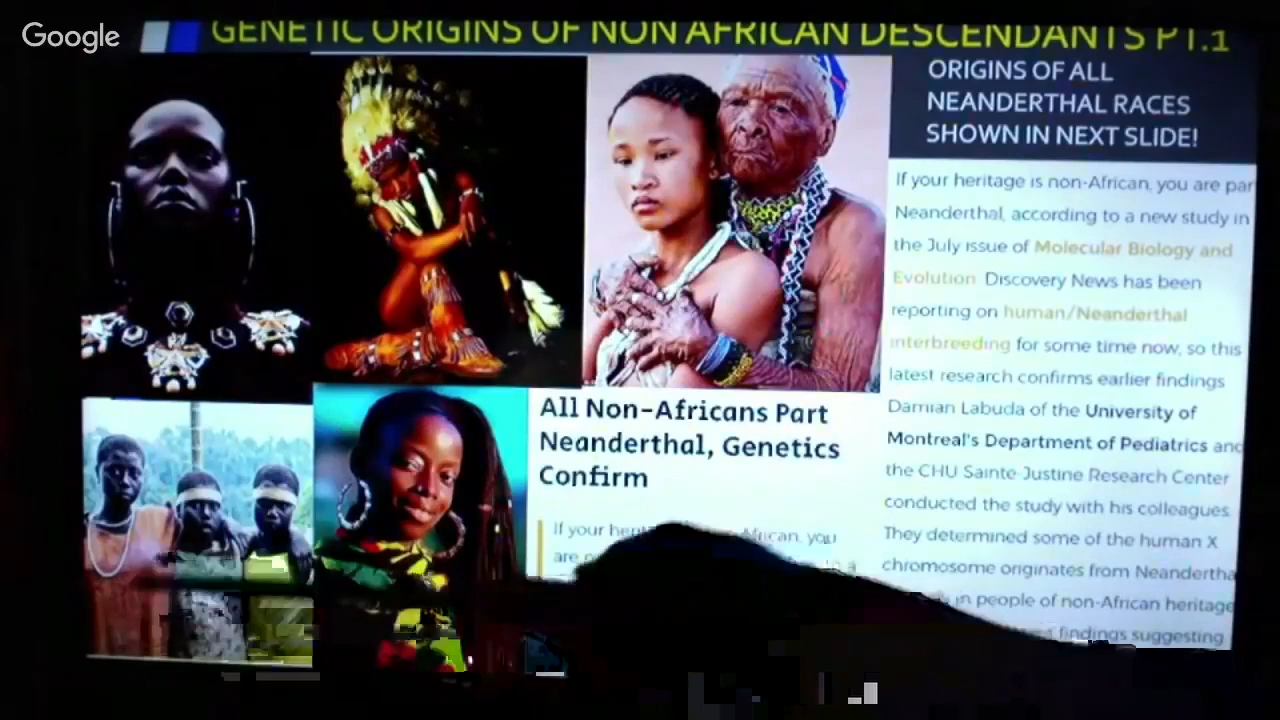 Google
GENETIC ORIGINS OF NON AFRICAN DESCENDANTS PT.1
ORIGINS OF ALL
NEANDERTHAL RACES
SHOWN IN NEXT SLIDE!
If your heritage is non-African, you are par
Neanderthal, according to a new study in
the July issue of Molecular Biology and
Evolution. Discovery News has been
reporting on human/Neanderthal
interbreeding for some time now, so this
latest research confirms earlier findings
Damian Labuda of the University of
Montreal's Department of Pediatrics and
the CHU Sainte-Justine Research Center
conducted the study with his colleagues
They determined some of the human X
chromosome originates from Neandertha
in people of non-African heritage
findings suggesting
All Non-Africans Part
Neanderthal, Genetics
Confirm
If your African, you
are